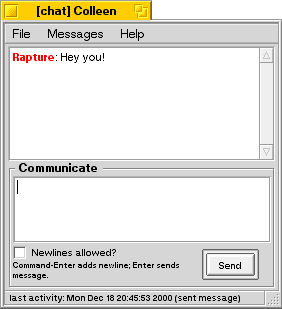 [chat] Colleen
File Messages Help
Rapture: Hey you!
Communicate
Newlines allowed?
Command-Enter adds newline; Enter sends
message.
Send
last activity: Mon Dec 18 20:45:53 2000 (sent message)